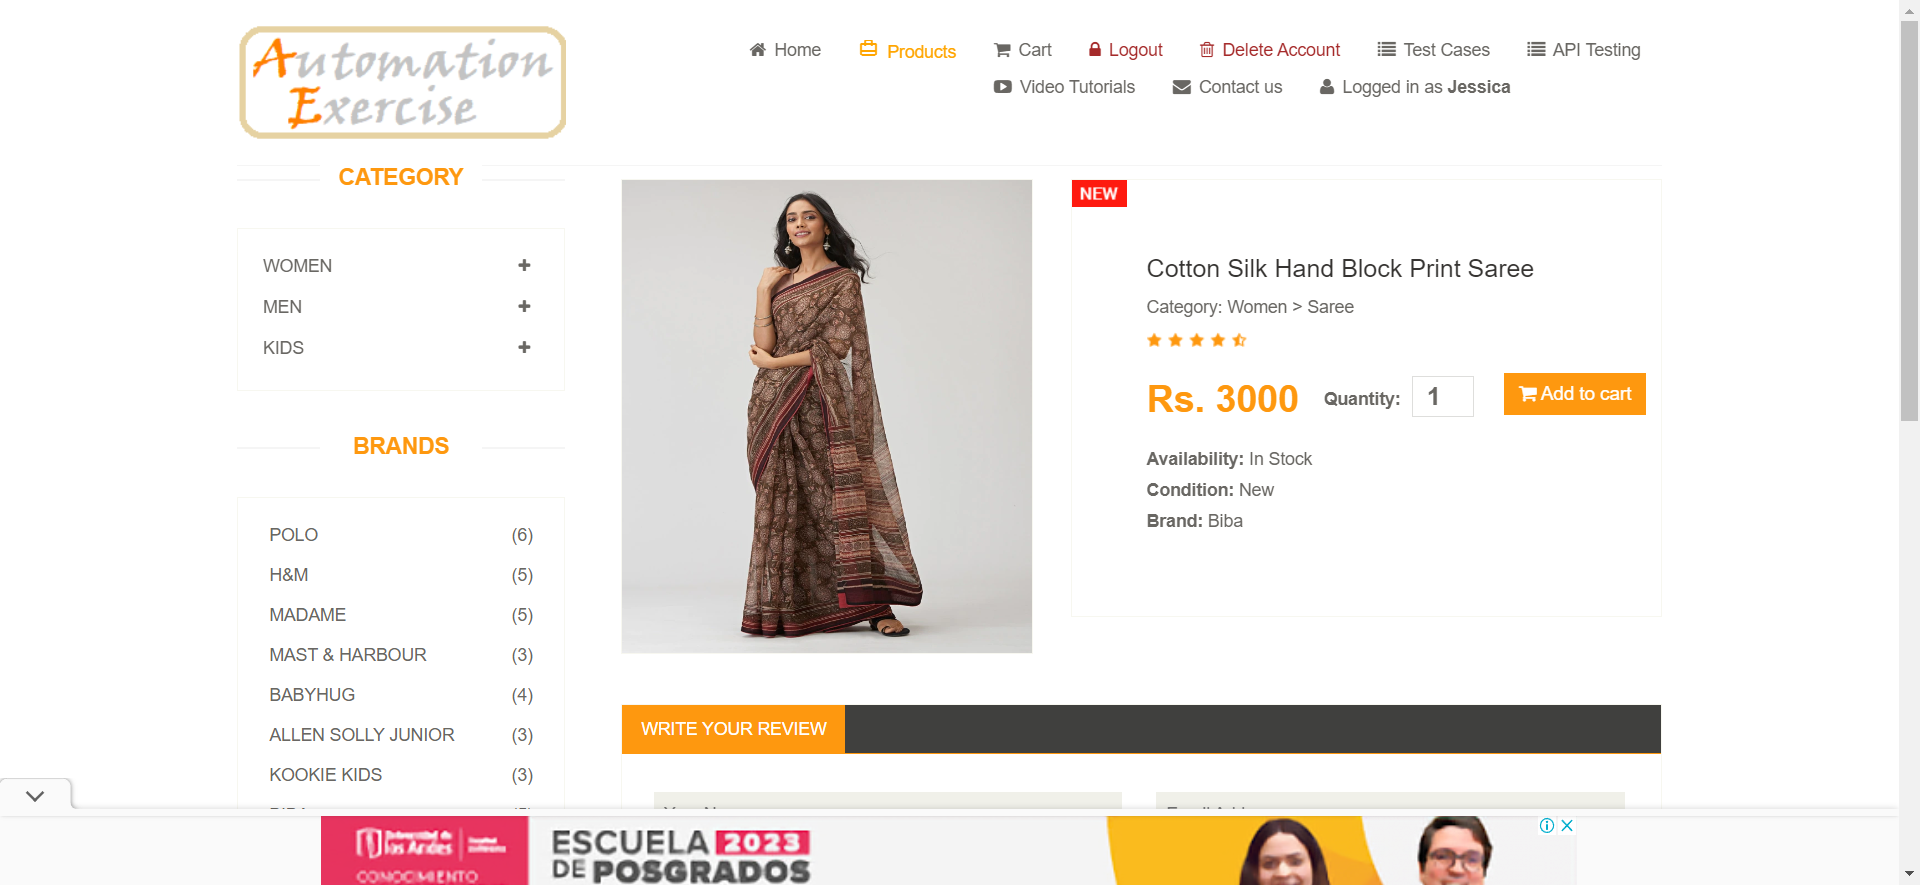 Automation
Exercise
Home
Products
Cart
Logout
Delete Account
Test Cases
API Testing
Video Tutorials
Contact us
Logged in as Jessica
CATEGORY
WOMEN
MEN
KIDS
BRANDS
POLO (6)
H&M (5)
MADAME (5)
MAST & HARBOUR (3)
BABYHUG (4)
ALLEN SOLLY JUNIOR (3)
KOOKIE KIDS (3)
NEW
Cotton Silk Hand Block Print Saree
Category: Women > Saree
Rs. 3000
Quantity: 1
Add to cart
Availability: In Stock
Condition: New
Brand: Biba
WRITE YOUR REVIEW
Universidad de
los Andes
CONOCIMIENTO
ESCUELA 2023
DE POSGRADOS